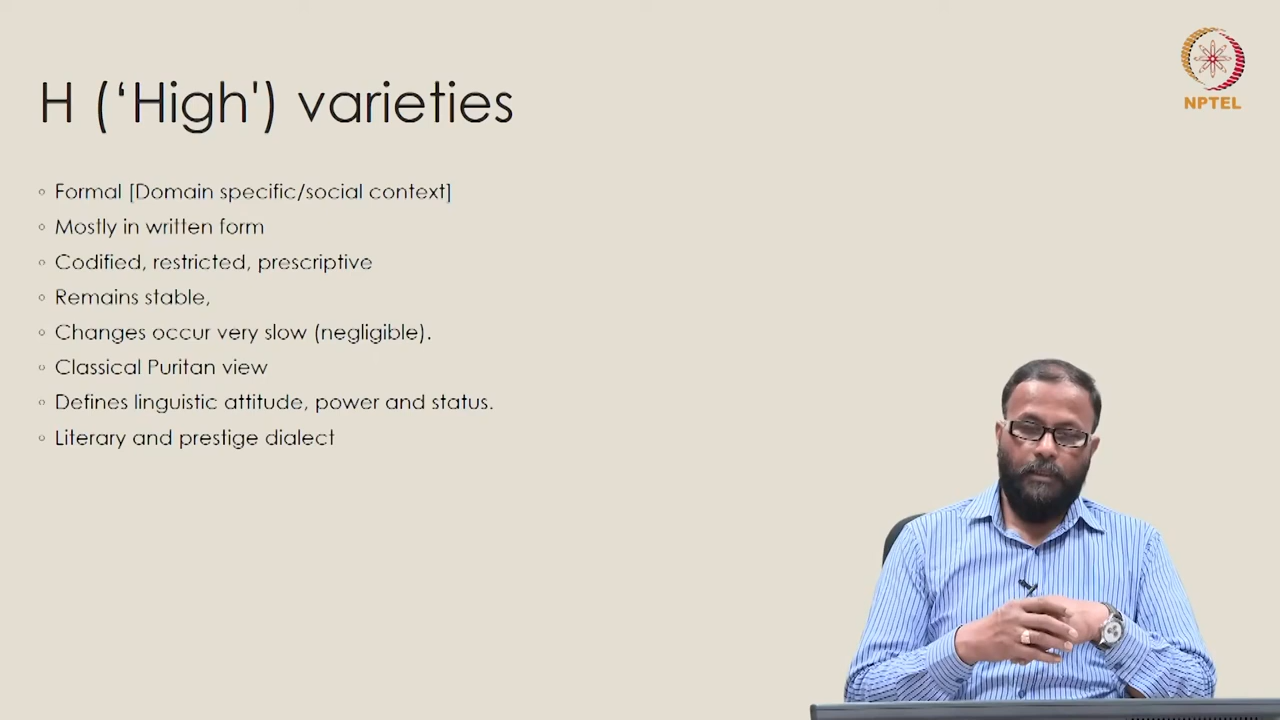 NPTEL
H (‘High') varieties
Formal [Domain specific/social context]
Mostly in written form
Codified, restricted, prescriptive
Remains stable,
Changes occur very slow (negligible).
Classical Puritan view
Defines linguistic attitude, power and status.
Literary and prestige dialect